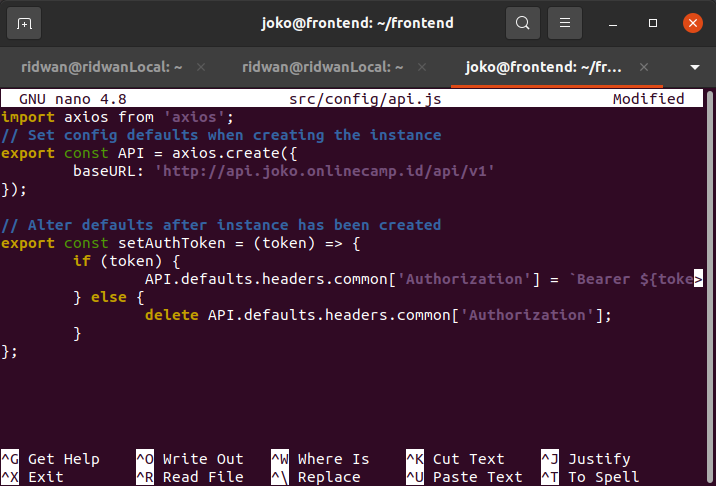 joko@frontend: ~/frontend
ridwan@ridwanLocal: ~ ridwan@ridwanLocal: ~ joko@frontend: ~/fr...
GNU nano 4.8 src/config/api.js Modified
import axios from 'axios';
// Set config defaults when creating the instance
export const API = axios.create({
        baseURL: 'http://api.joko.onlinecamp.id/api/v1'
});

// Alter defaults after instance has been created
export const setAuthToken = (token) => {
        if (token) {
                API.defaults.headers.common['Authorization'] = `Bearer ${toke>
        } else {
                delete API.defaults.headers.common['Authorization'];
        }
};
^G Get Help ^O Write Out ^W Where Is ^K Cut Text ^J Justify
^X Exit ^R Read File ^\ Replace ^U Paste Text ^T To Spell